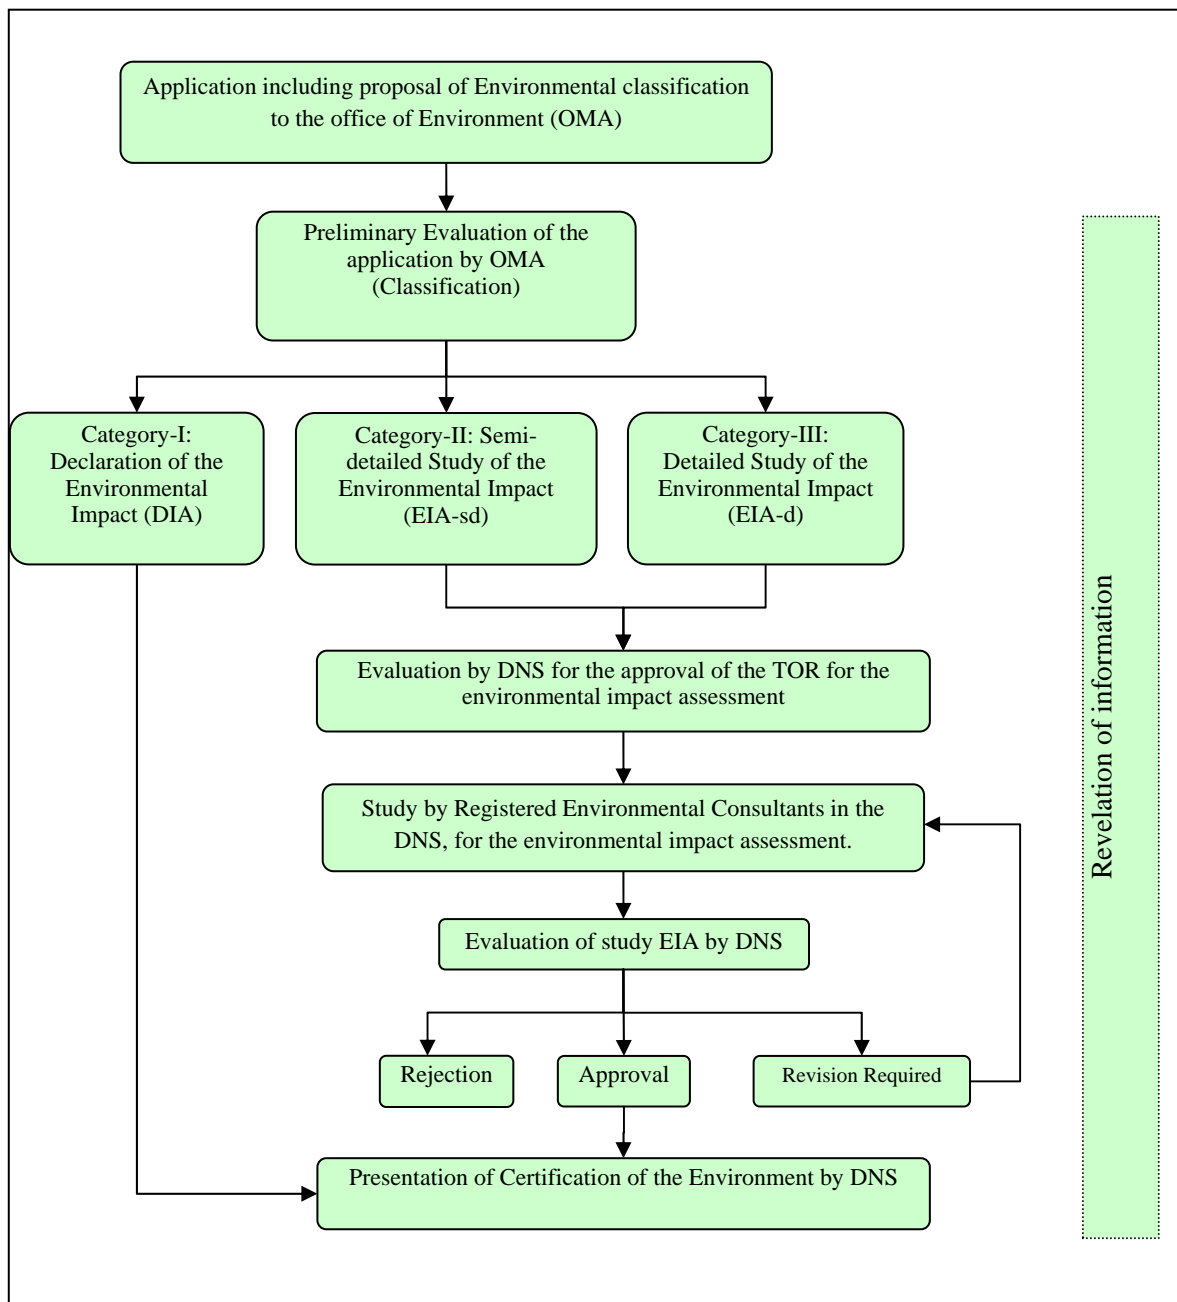 Application including proposal of Environmental classification
to the office of Environment (OMA)
Preliminary Evaluation of the
application by OMA
(Classification)
Category-I:
Declaration of the
Environmental
Impact (DIA)
Category-II: Semi-
detailed Study of the
Environmental Impact
(EIA-sd)
Category-III:
Detailed Study of the
Environmental Impact
(EIA-d)
Evaluation by DNS for the approval of the TOR for the
environmental impact assessment
Study by Registered Environmental Consultants in the
DNS, for the environmental impact assessment.
Evaluation of study EIA by DNS
Rejection
Approval
Revision Required
Presentation of Certification of the Environment by DNS
Revelation of information